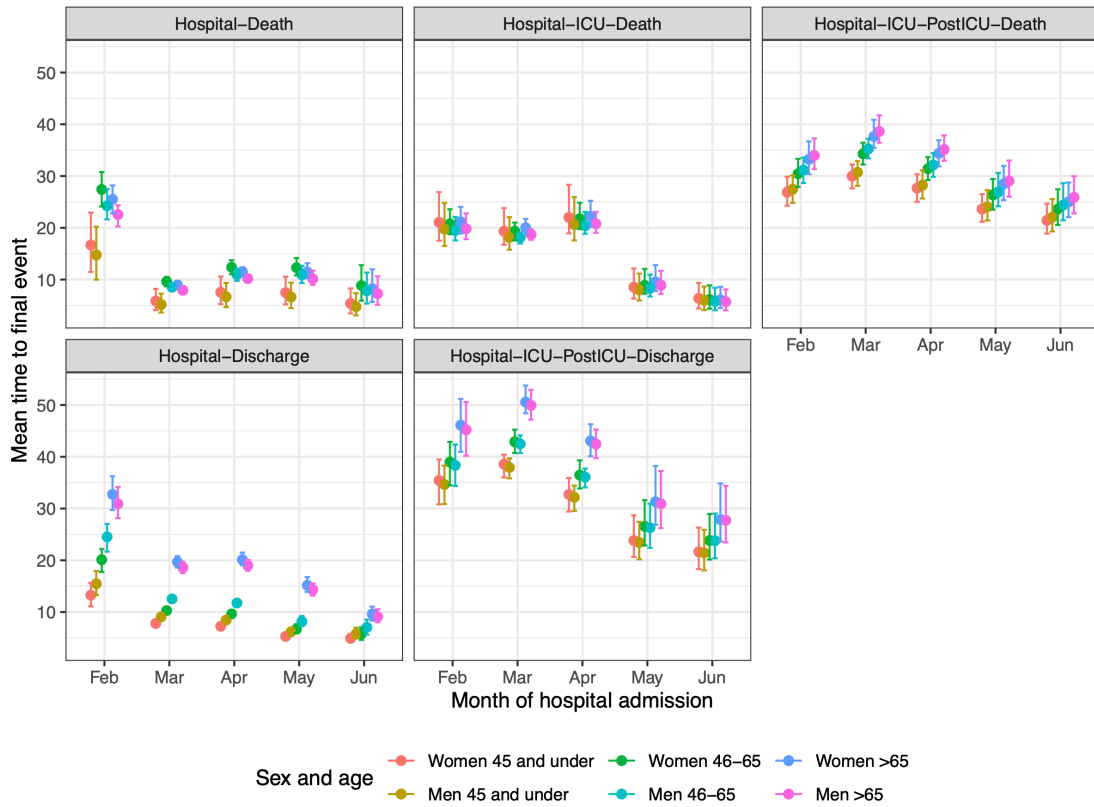 Hospital−Death
Hospital−ICU−Death
Hospital−ICU−PostICU−Death
50
40
30
20
10
Feb
Mar
Apr
May
Jun
Hospital−Discharge
Hospital−ICU−PostICU−Discharge
50
40
30
20
10
Feb
Mar
Apr
May
Jun
Feb
Mar
Apr
May
Jun
Mean time to final event
Month of hospital admission
Sex and age
Women 45 and under
Women 46−65
Women >65
Men 45 and under
Men 46−65
Men >65